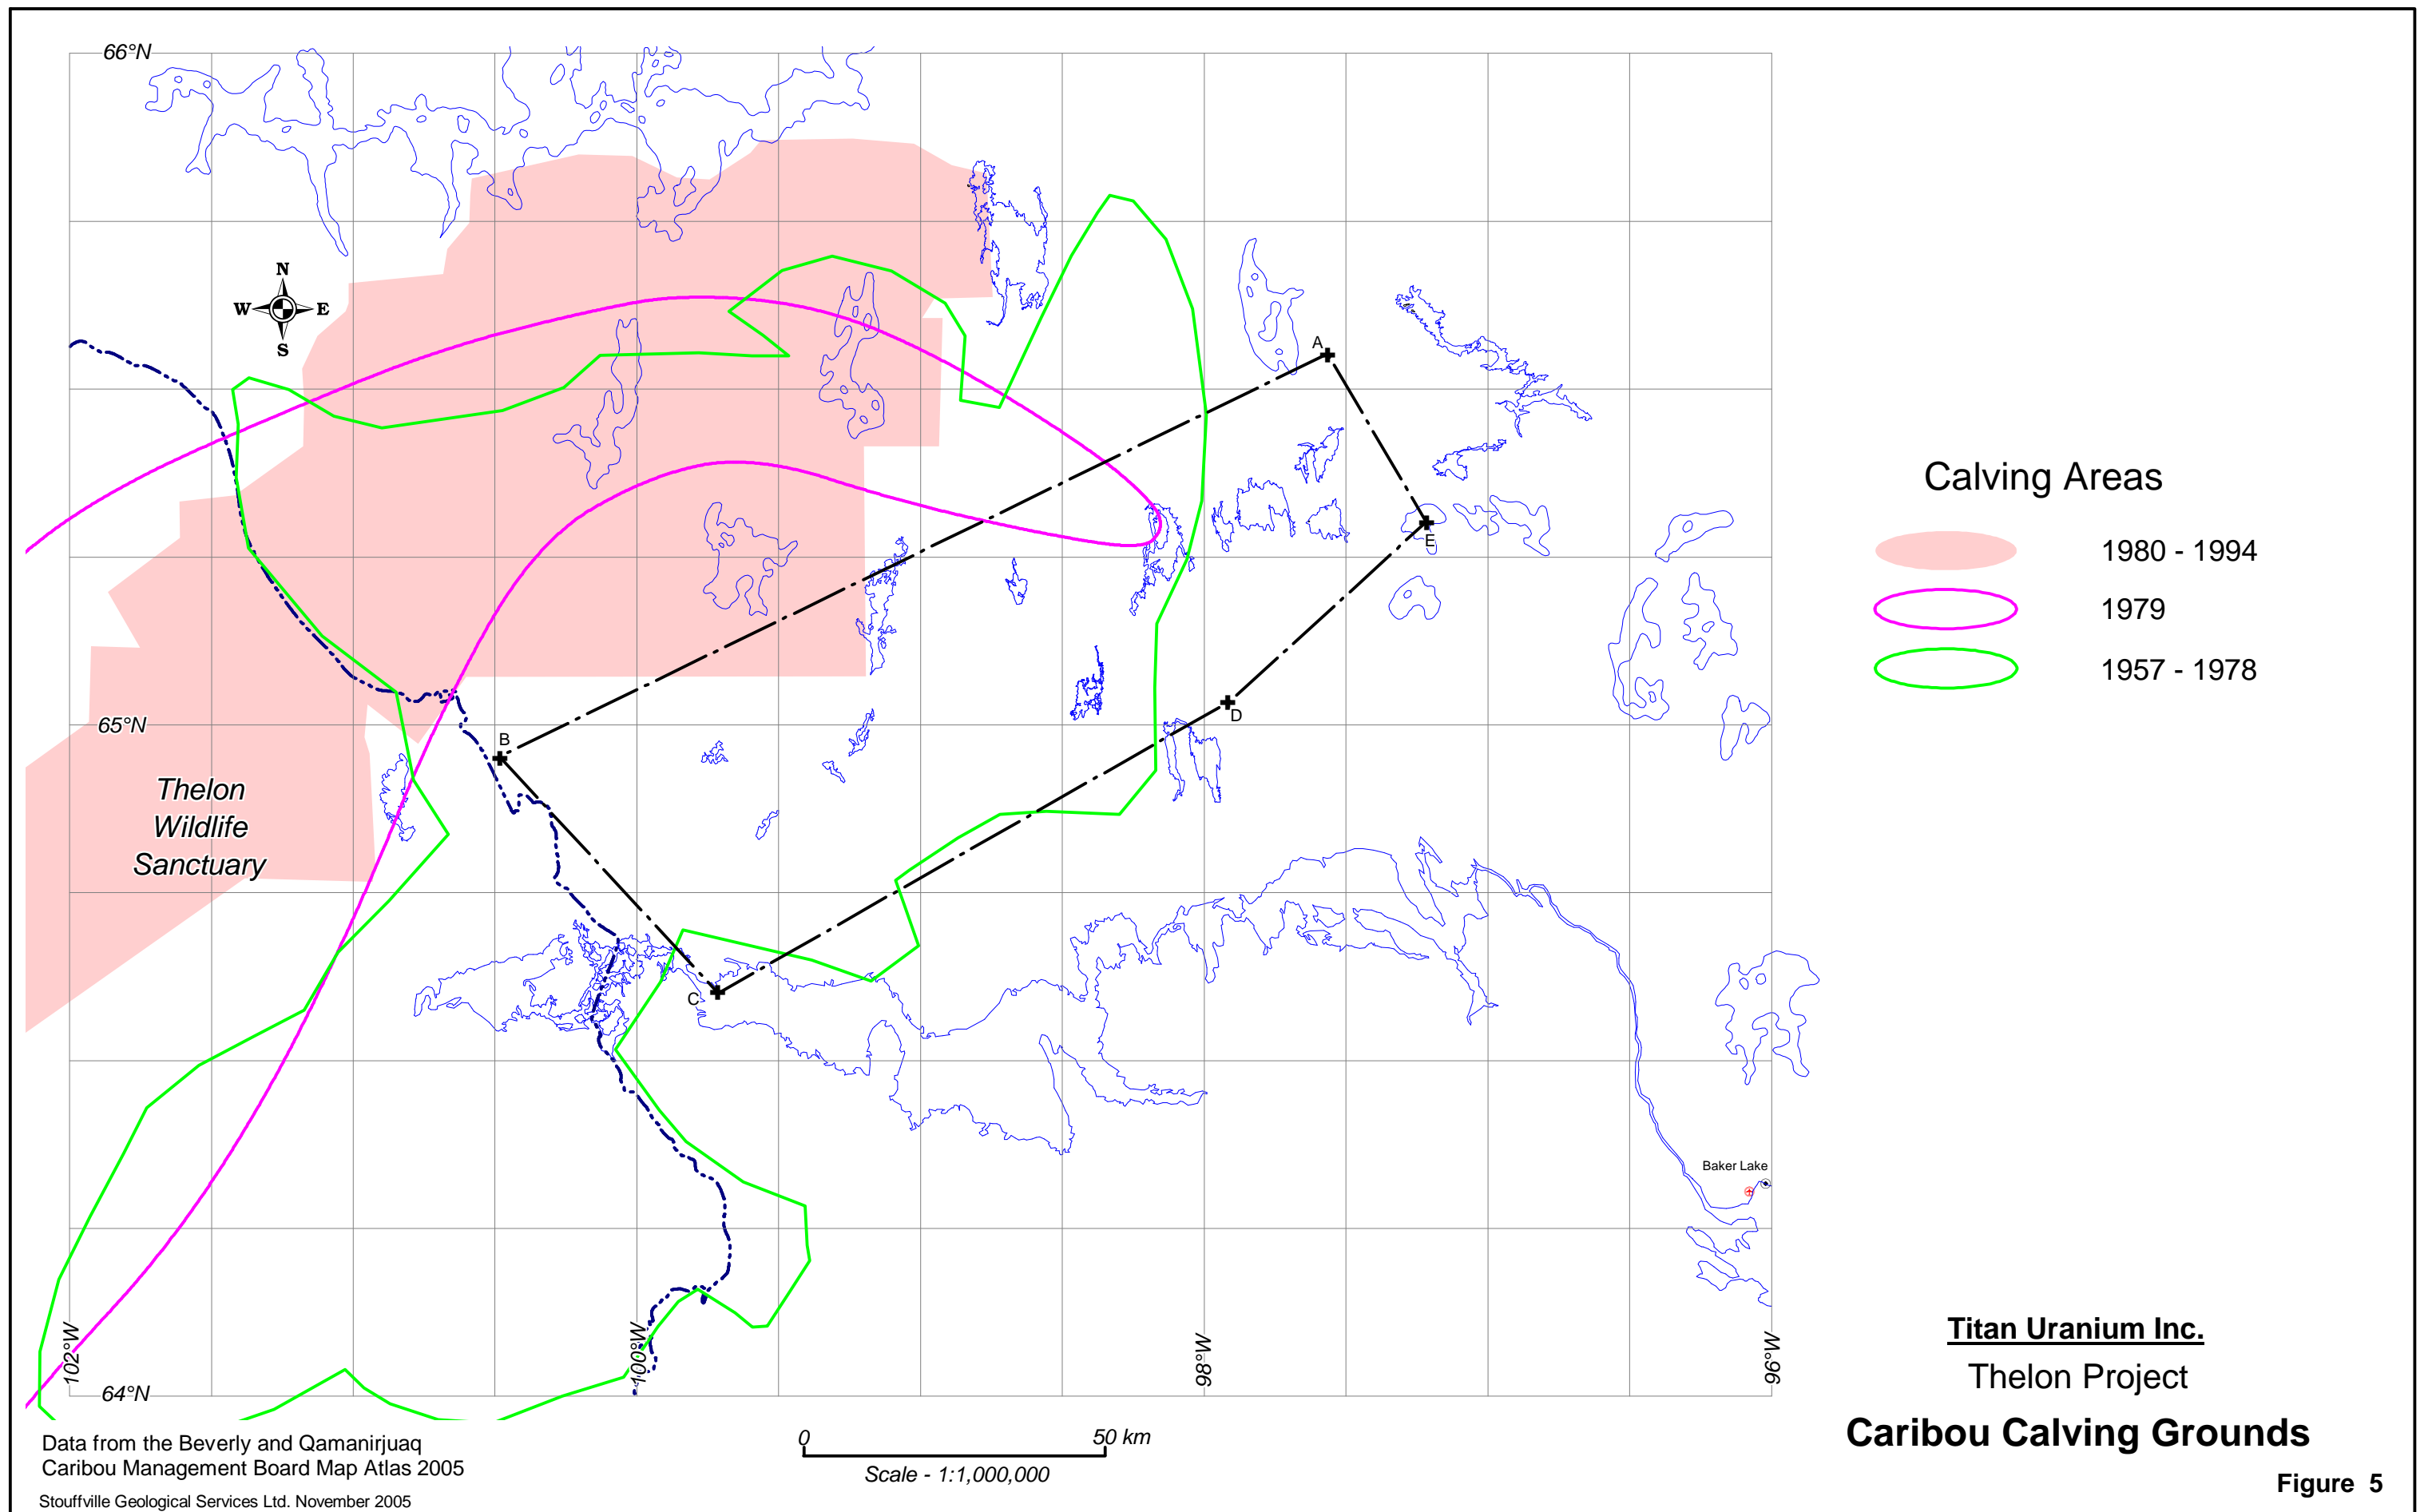 66°N
N
W E
S
A
E
65°N
D
B
Thelon
Wildlife
Sanctuary
C
Baker Lake
102°W
100°W
98°W
96°W
64°N
Calving Areas
1980 - 1994
1979
1957 - 1978
Data from the Beverly and Qamanirjuaq
Caribou Management Board Map Atlas 2005
Stouffville Geological Services Ltd. November 2005
0 50 km
Scale - 1:1,000,000
Titan Uranium Inc.
Thelon Project
Caribou Calving Grounds
Figure 5